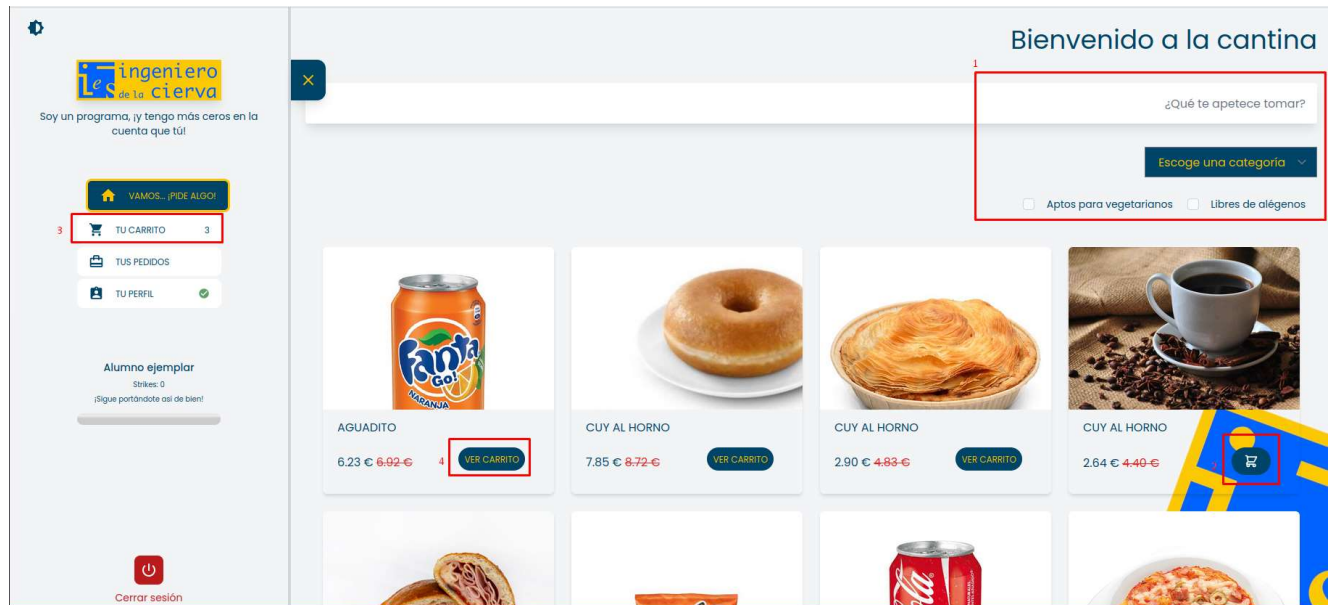 ingeniero
ies de la cierva
Soy un programa, ¡y tengo más ceros en la
cuenta que tú!
VAMOS... ¡PIDE ALGO!
3
TU CARRITO 3
TUS PEDIDOS
TU PERFIL
Alumno ejemplar
Strikes: 0
¡Sigue portándote así de bien!
Cerrar sesión
Bienvenido a la cantina
1
¿Qué te apetece tomar?
Escoge una categoría
Aptos para vegetarianos Libres de alégenos
Fanta
Go!
NARANJA
AGUADITO
6.23 € 6.92 € 4 VER CARRITO
CUY AL HORNO
7.85 € 8.72 € VER CARRITO
CUY AL HORNO
2.90 € 4.83 € VER CARRITO
CUY AL HORNO
2.64 € 4.40 €